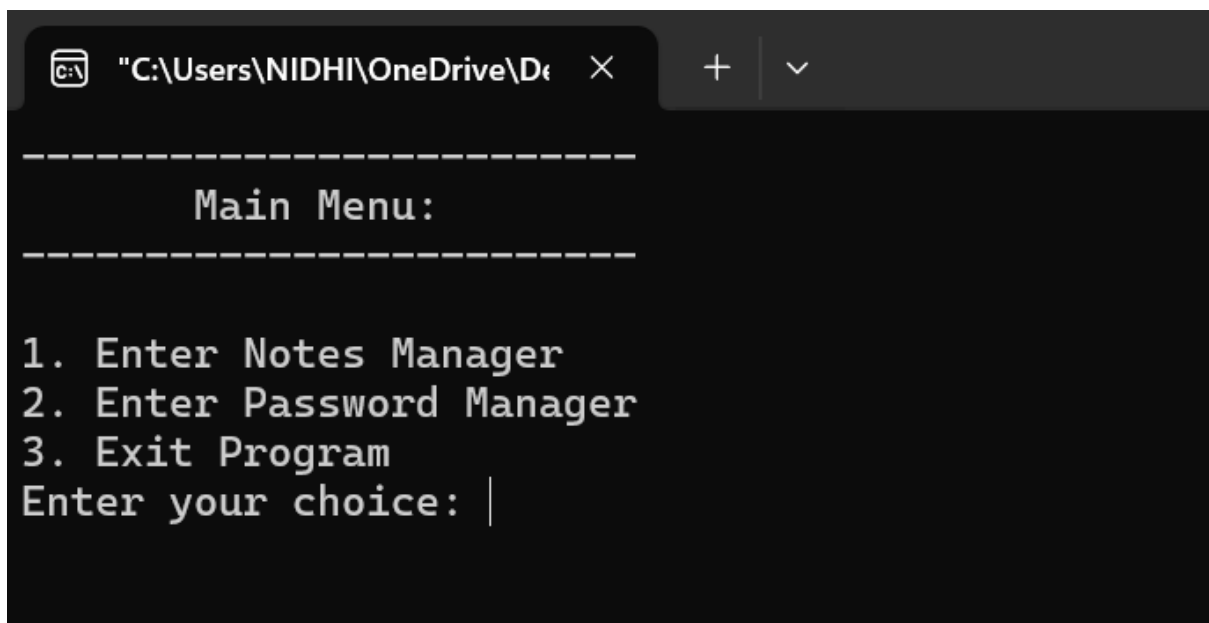 "C:\Users\NIDHI\OneDrive\De
-------------------------
Main Menu:
-------------------------
1. Enter Notes Manager
2. Enter Password Manager
3. Exit Program
Enter your choice: